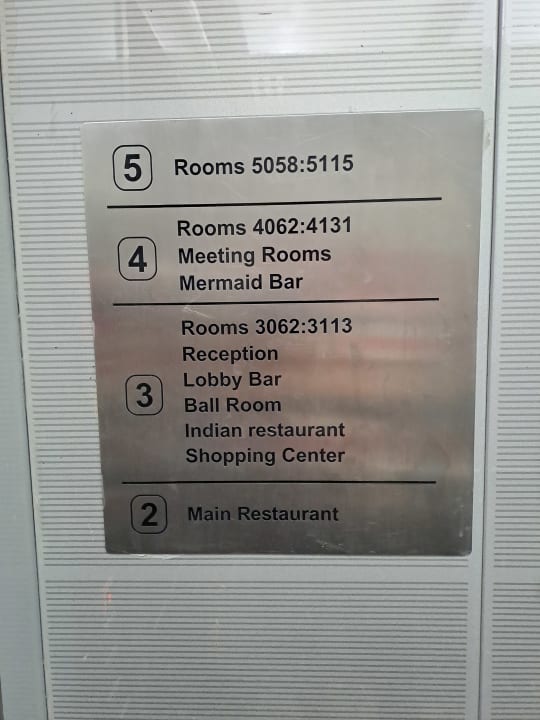 5
Rooms 5058:5115
4
Rooms 4062:4131
Meeting Rooms
Mermaid Bar
3
Rooms 3062:3113
Reception
Lobby Bar
Ball Room
Indian restaurant
Shopping Center
2
Main Restaurant